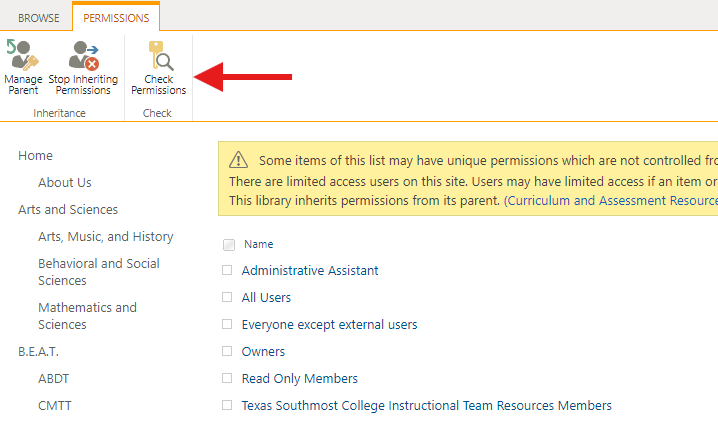 BROWSE PERMISSIONS
Manage Parent
Stop Inheriting Permissions
Check Permissions
Inheritance
Check
Home
About Us
Arts and Sciences
Arts, Music, and History
Behavioral and Social
Sciences
Mathematics and
Sciences
B.E.A.T.
ABDT
CMTT
Some items of this list may have unique permissions which are not controlled fro
There are limited access users on this site. Users may have limited access if an item or
This library inherits permissions from its parent. (Curriculum and Assessment Resource
Name
Administrative Assistant
All Users
Everyone except external users
Owners
Read Only Members
Texas Southmost College Instructional Team Resources Members